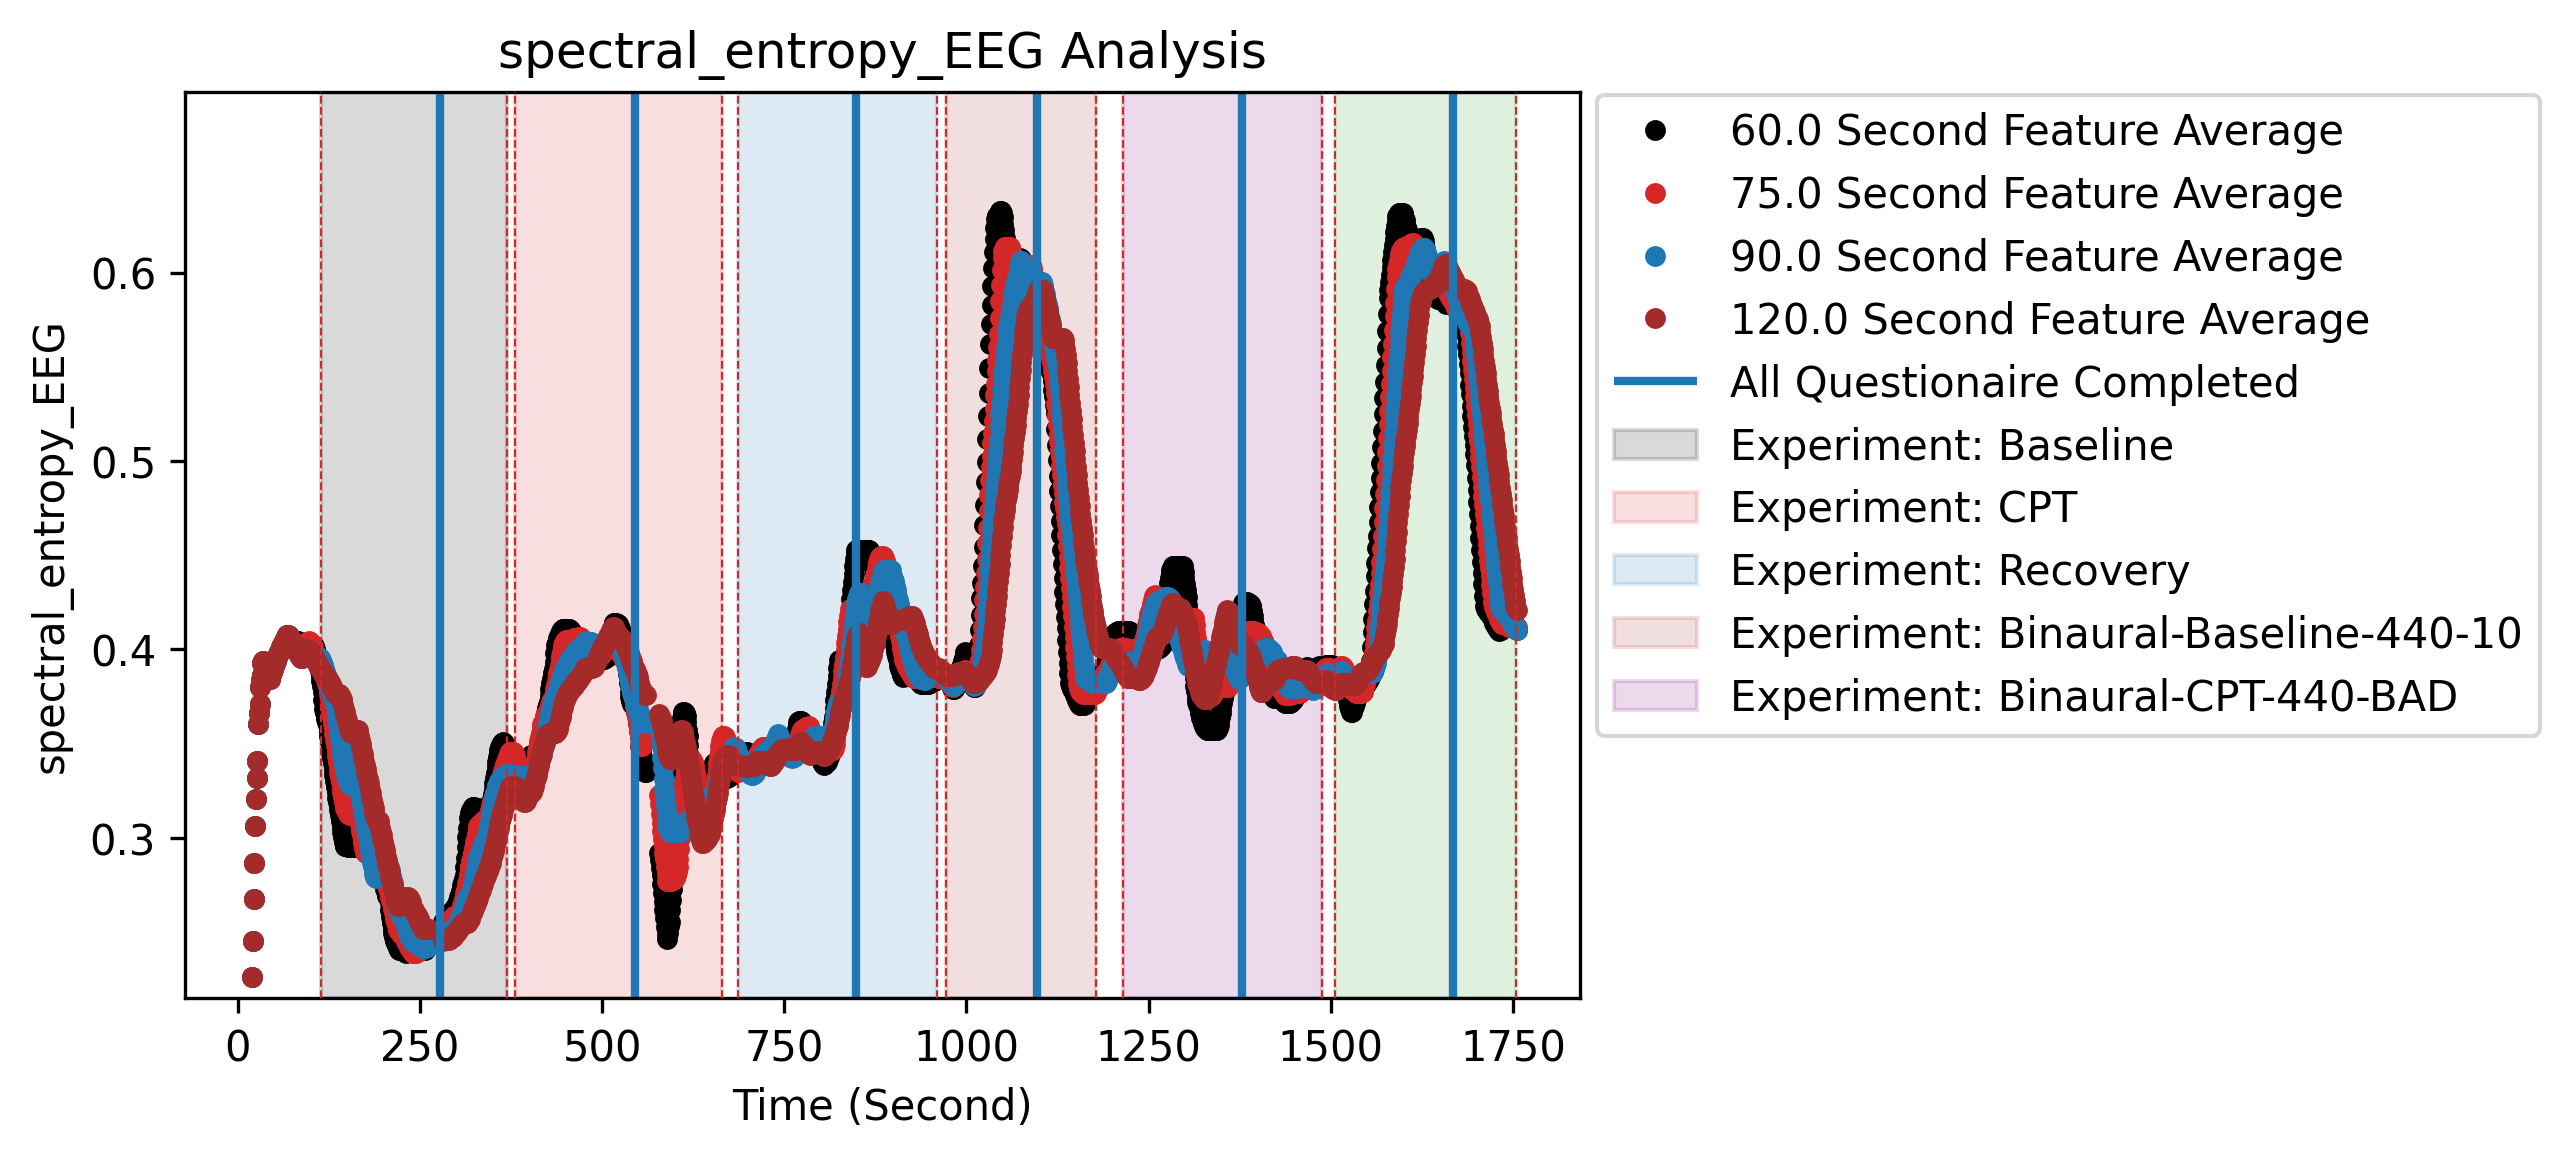 spectral_entropy_EEG Analysis
spectral_entropy_EEG
0.6
0.5
0.4
0.3
0 250 500 750 1000 1250 1500 1750
Time (Second)
60.0 Second Feature Average
75.0 Second Feature Average
90.0 Second Feature Average
120.0 Second Feature Average
All Questionaire Completed
Experiment: Baseline
Experiment: CPT
Experiment: Recovery
Experiment: Binaural-Baseline-440-10
Experiment: Binaural-CPT-440-BAD